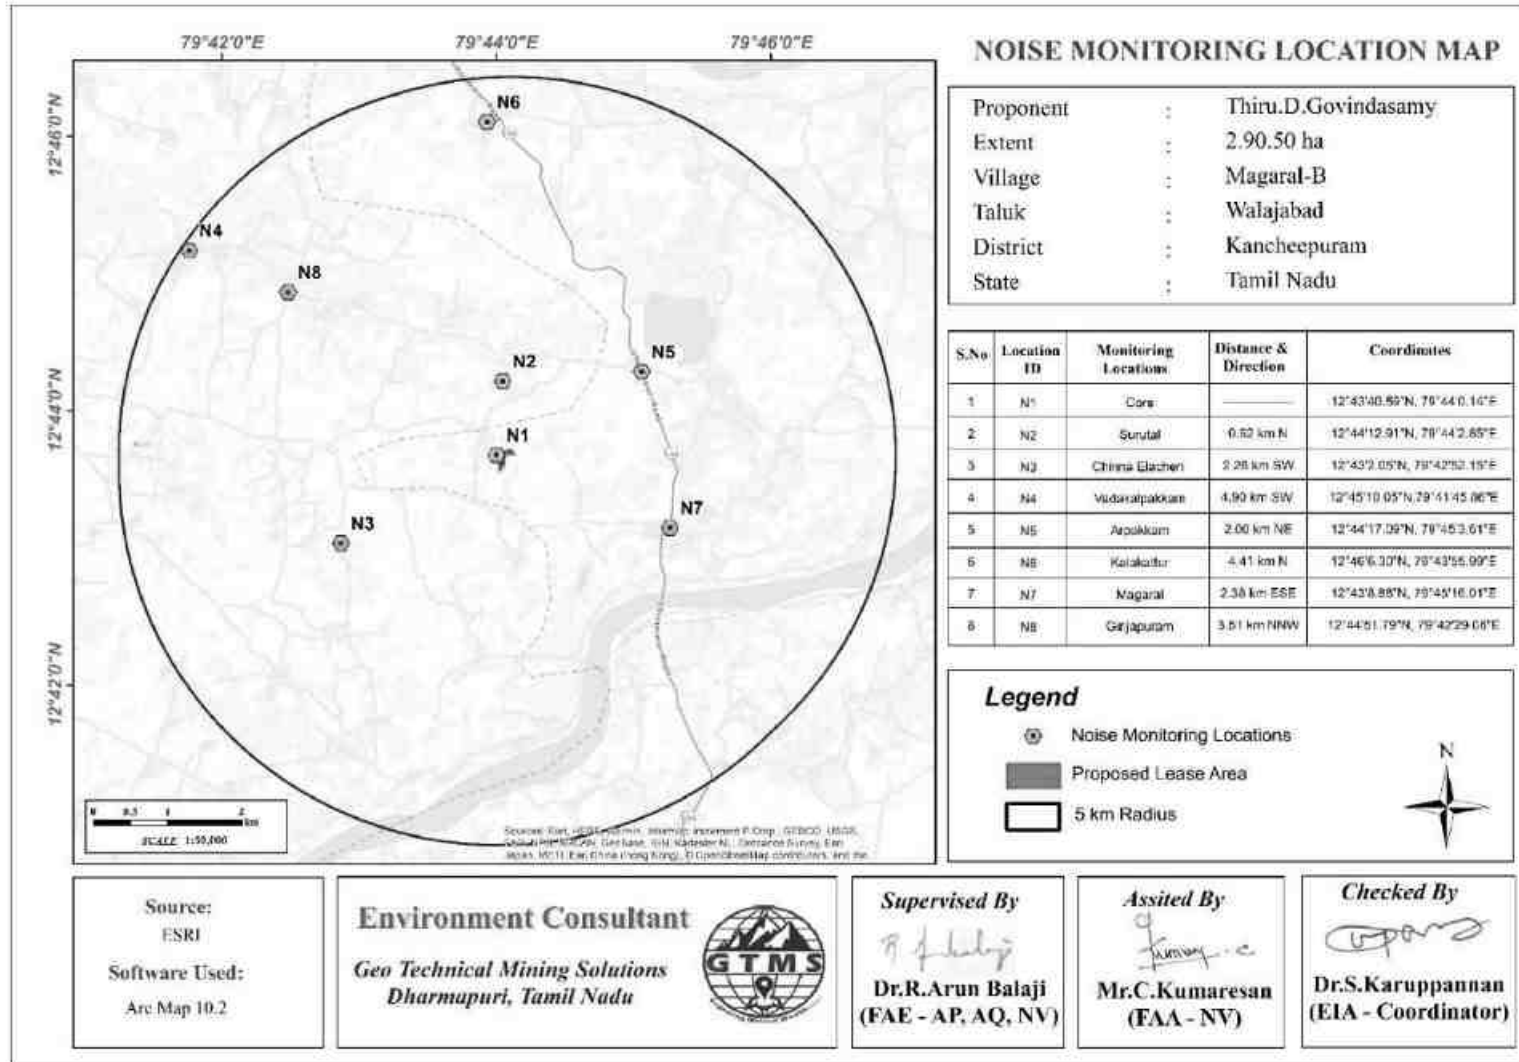 79°42'0"E 79°44'0"E 79°46'0"E
12°46'0"N
12°44'0"N
12°42'0"N
N6
N4
N8
N2
N5
N1
N7
N3
0 0.5 1 2
km
SCALE 1:50,000
NOISE MONITORING LOCATION MAP
Proponent : Thiru.D.Govindasamy
Extent : 2.90.50 ha
Village : Magaral-B
Taluk : Walajabad
District : Kancheepuram
State : Tamil Nadu
S.No Location ID Monitoring Locations Distance & Direction Coordinates
1 N1 Core 12°43'40.59"N, 79°44'0.14"E
2 N2 Surutal 0.62 km N 12°44'12.91"N, 79°44'2.85"E
3 N3 Chinna Elacheri 2.26 km SW 12°43'2.05"N, 79°42'52.15"E
4 N4 Vadakalpakkam 4.90 km SW 12°45'10.05"N, 79°41'45.86"E
5 N5 Arpakkam 2.00 km NE 12°44'17.09"N, 79°45'3.61"E
6 N6 Kalakattur 4.41 km N 12°46'6.30"N, 79°43'55.99"E
7 N7 Magaral 2.38 km ESE 12°43'8.88"N, 79°45'16.01"E
8 N8 Girijapuram 3.51 km NNW 12°44'51.79"N, 79°42'29.08"E
Legend
Noise Monitoring Locations
Proposed Lease Area
5 km Radius
N
Source:
ESRI
Software Used:
Arc Map 10.2
Environment Consultant
Geo Technical Mining Solutions
Dharmapuri, Tamil Nadu
GTMS
Supervised By
Dr.R.Arun Balaji
(FAE - AP, AQ, NV)
Assited By
Mr.C.Kumaresan
(FAA - NV)
Checked By
Dr.S.Karuppannan
(EIA - Coordinator)